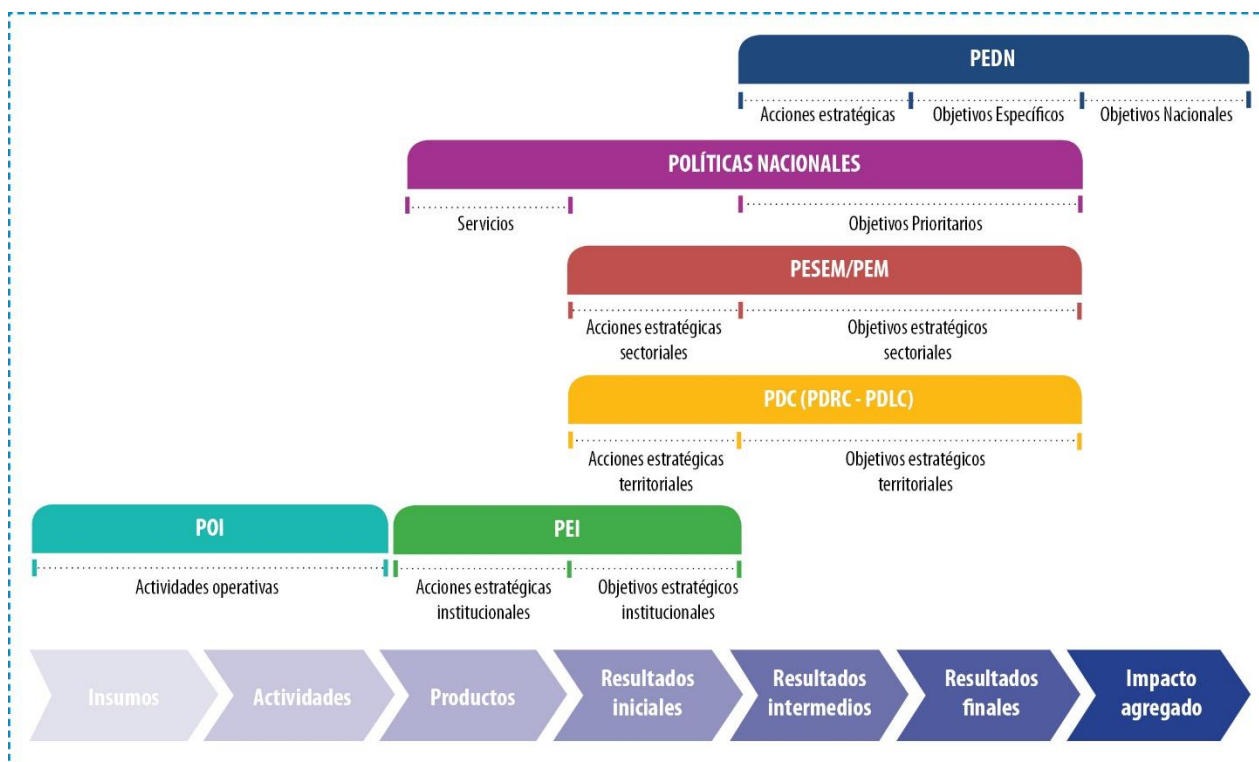 PEDN
Acciones estratégicas
Objetivos Específicos
Objetivos Nacionales
POLÍTICAS NACIONALES
Servicios
Objetivos Prioritarios
PESEM/PEM
Acciones estratégicas
sectoriales
Objetivos estratégicos
sectoriales
PDC (PDRC - PDLC)
Acciones estratégicas
territoriales
Objetivos estratégicos
territoriales
POI
Actividades operativas
PEI
Acciones estratégicas
institucionales
Objetivos estratégicos
institucionales
Insumos
Actividades
Productos
Resultados
iniciales
Resultados
intermedios
Resultados
finales
Impacto
agregado